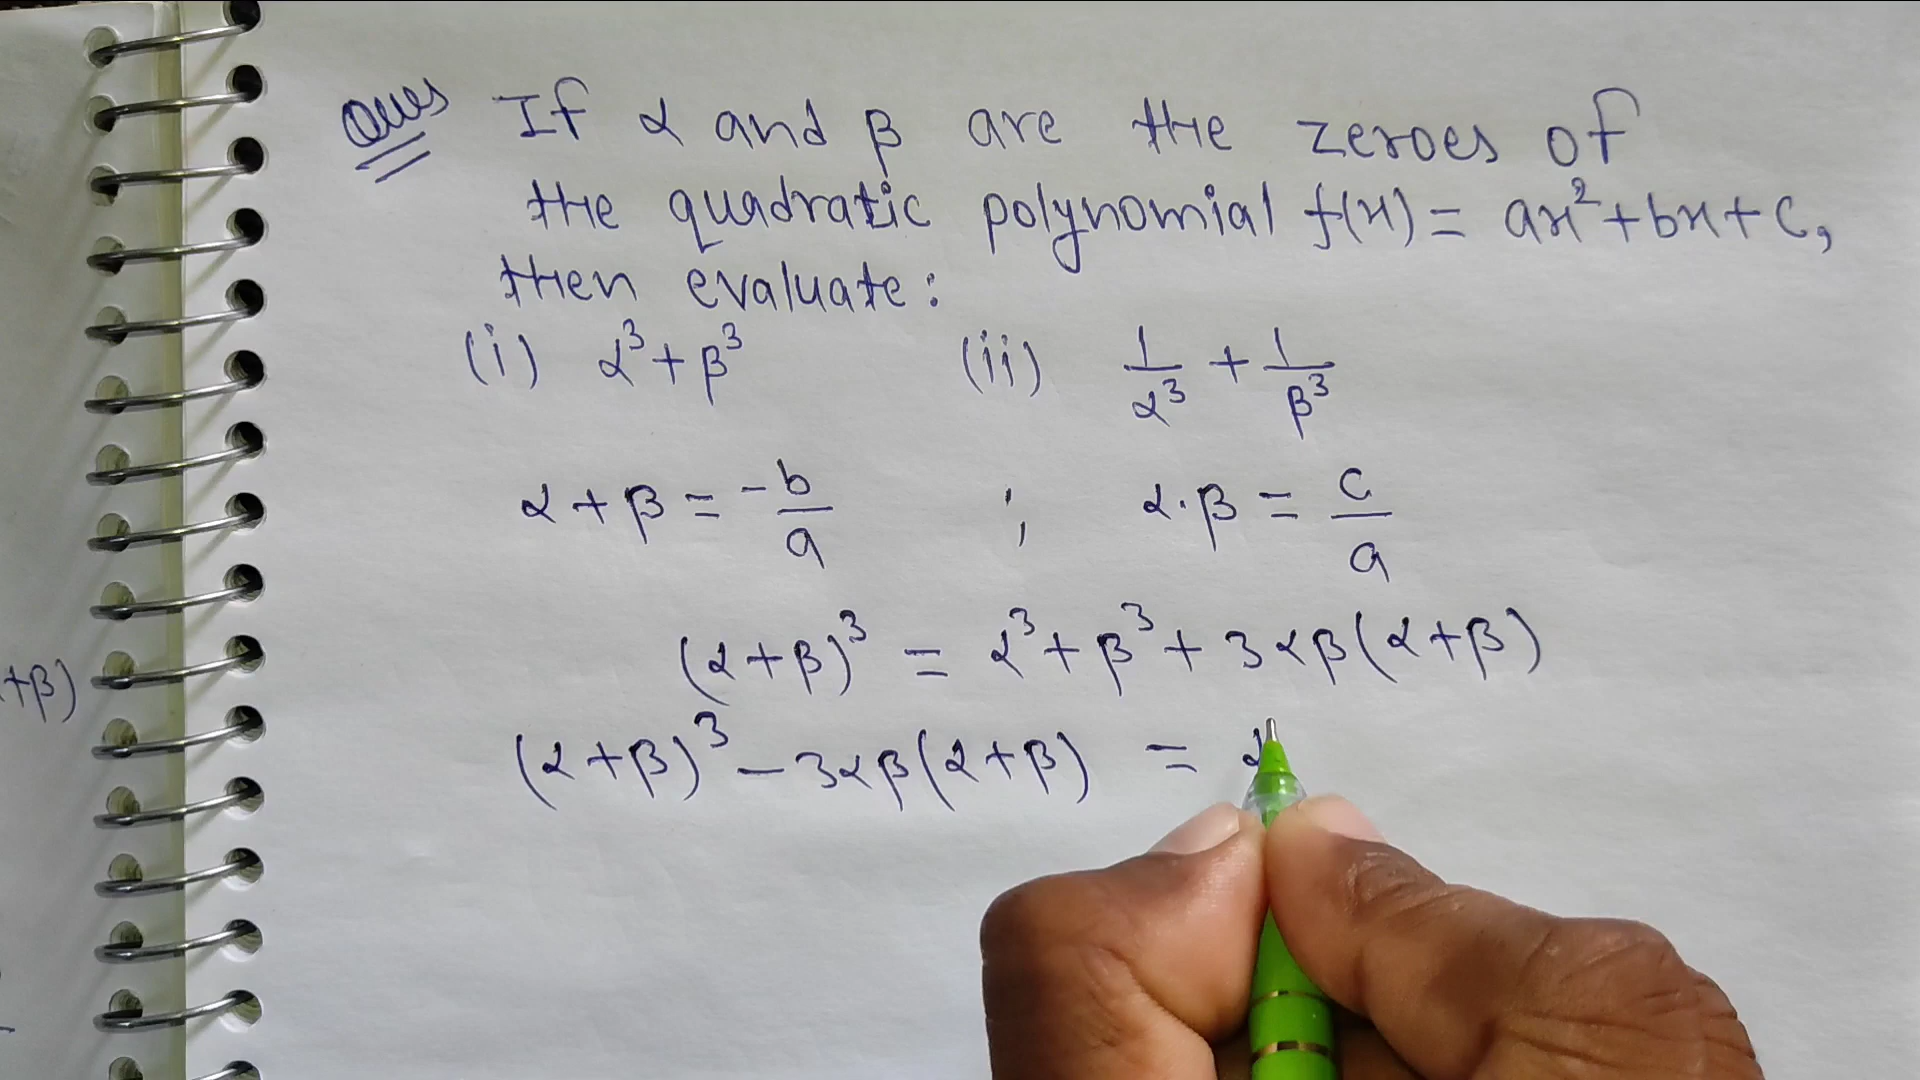 Ques If α and β are the zeroes of
the quadratic polynomial f(x) = ax²+bx+c,
then evaluate:
(i) α³+β³ (ii) 1/α³ + 1/β³
α+β = -b/a ; α·β = c/a
(α+β)³ = α³+β³+3αβ(α+β)
+β)
(α+β)³-3αβ(α+β) = α